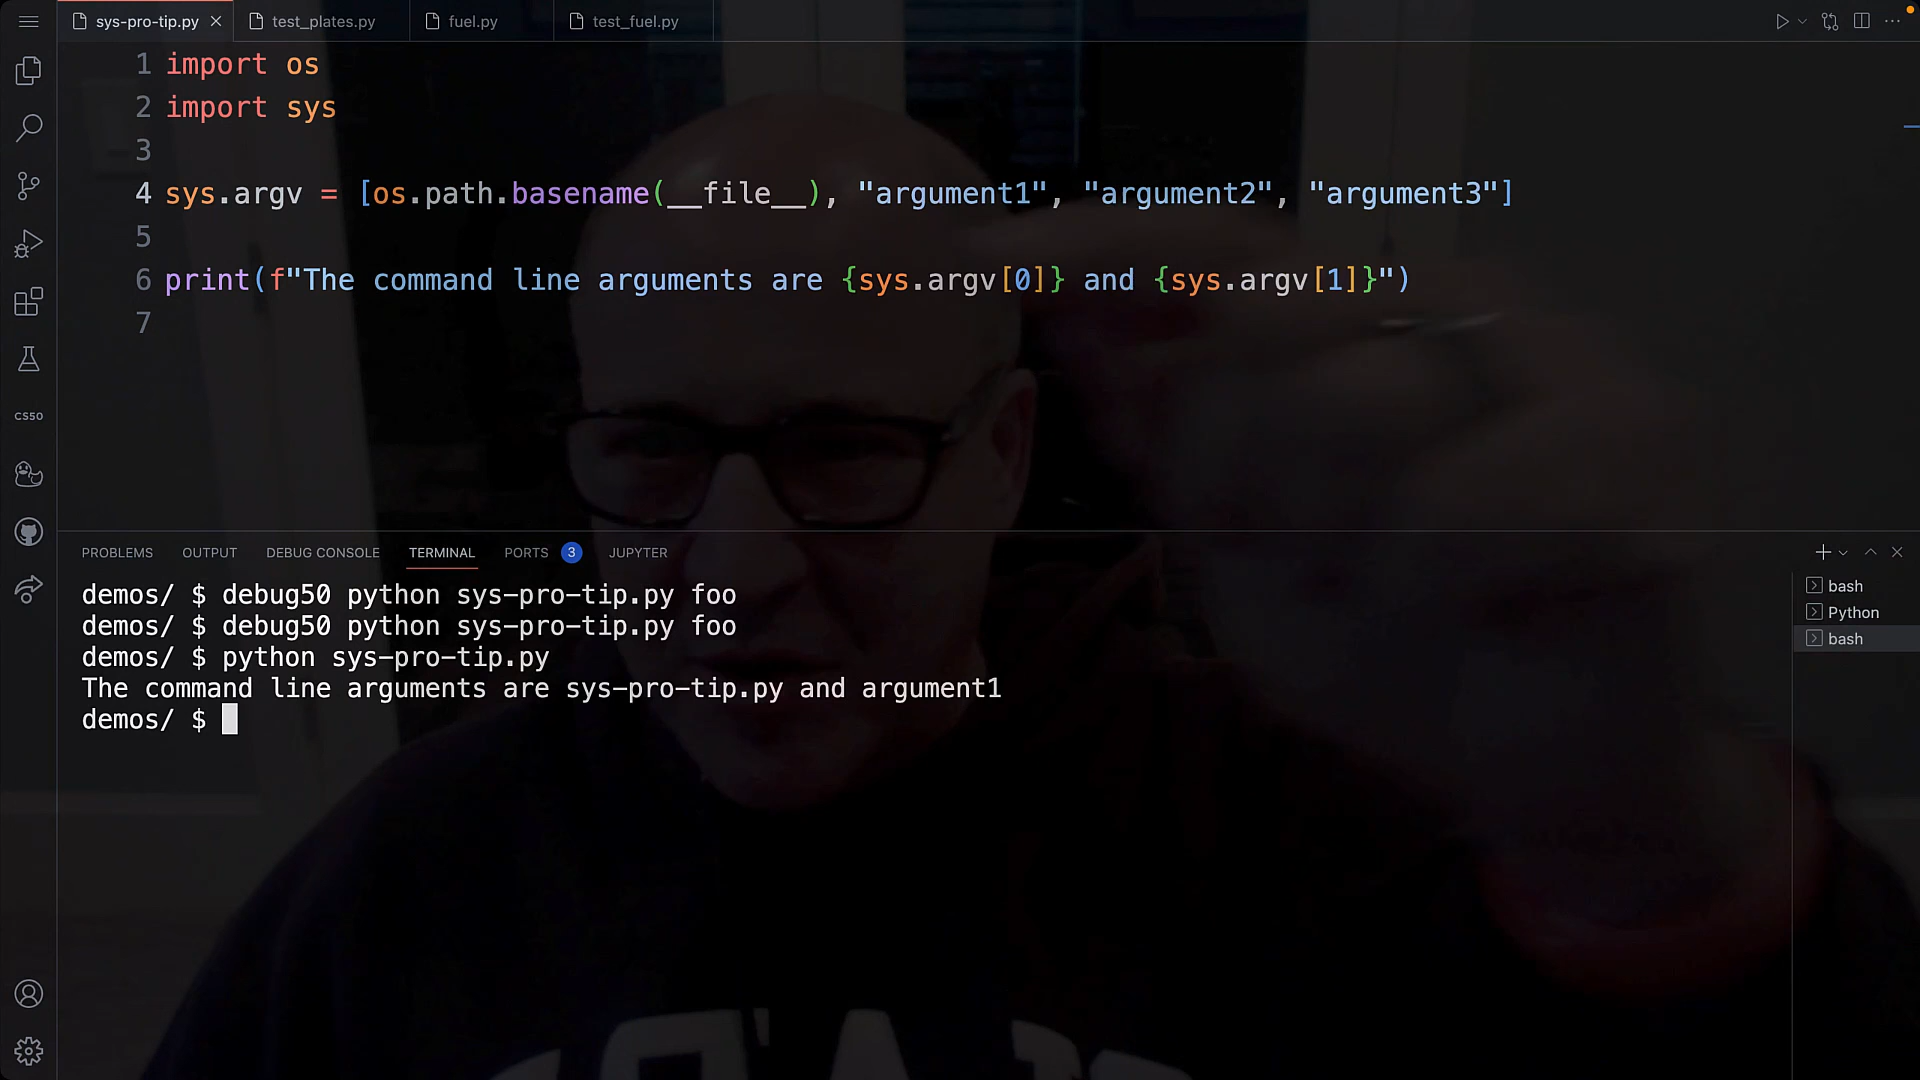 sys-pro-tip.py
test_plates.py
fuel.py
test_fuel.py
1 import os
2 import sys
3
4 sys.argv = [os.path.basename(__file__), "argument1", "argument2", "argument3"]
5
6 print(f"The command line arguments are {sys.argv[0]} and {sys.argv[1]}")
7
CS50
PROBLEMS OUTPUT DEBUG CONSOLE TERMINAL PORTS 3 JUPYTER
demos/ $ debug50 python sys-pro-tip.py foo
demos/ $ debug50 python sys-pro-tip.py foo
demos/ $ python sys-pro-tip.py
The command line arguments are sys-pro-tip.py and argument1
demos/ $
bash
Python
bash